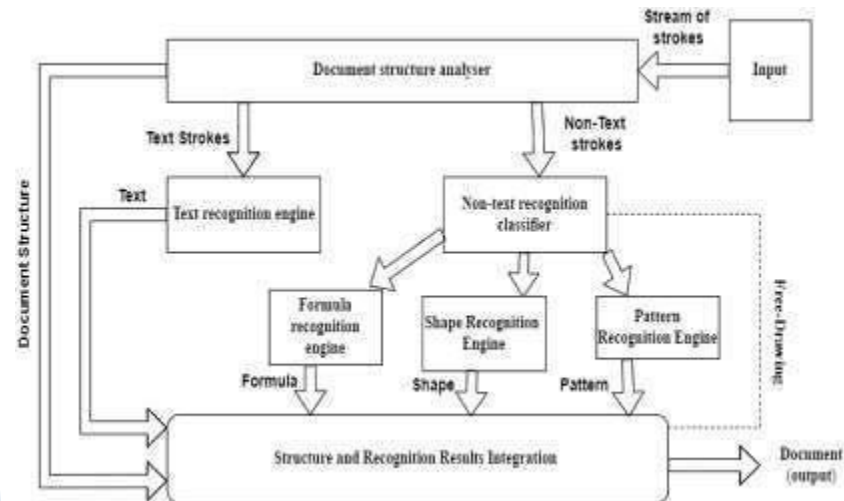 Stream of
strokes
Document structure analyser
Input
Text Strokes
Non-Text
strokes
Text
Text recognition engine
Non-text recognition
classifier
Document Structure
Free-Drawing
Formula
recognition
engine
Shape Recognition
Engine
Pattern
Recognition Engine
Formula
Shape
Pattern
Structure and Recognition Results Integration
Document
(output)